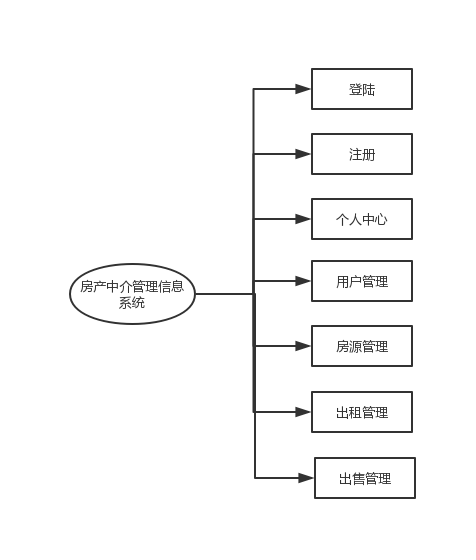 登陆
注册
个人中心
用户管理
房产中介管理信息
系统
房源管理
出租管理
出售管理